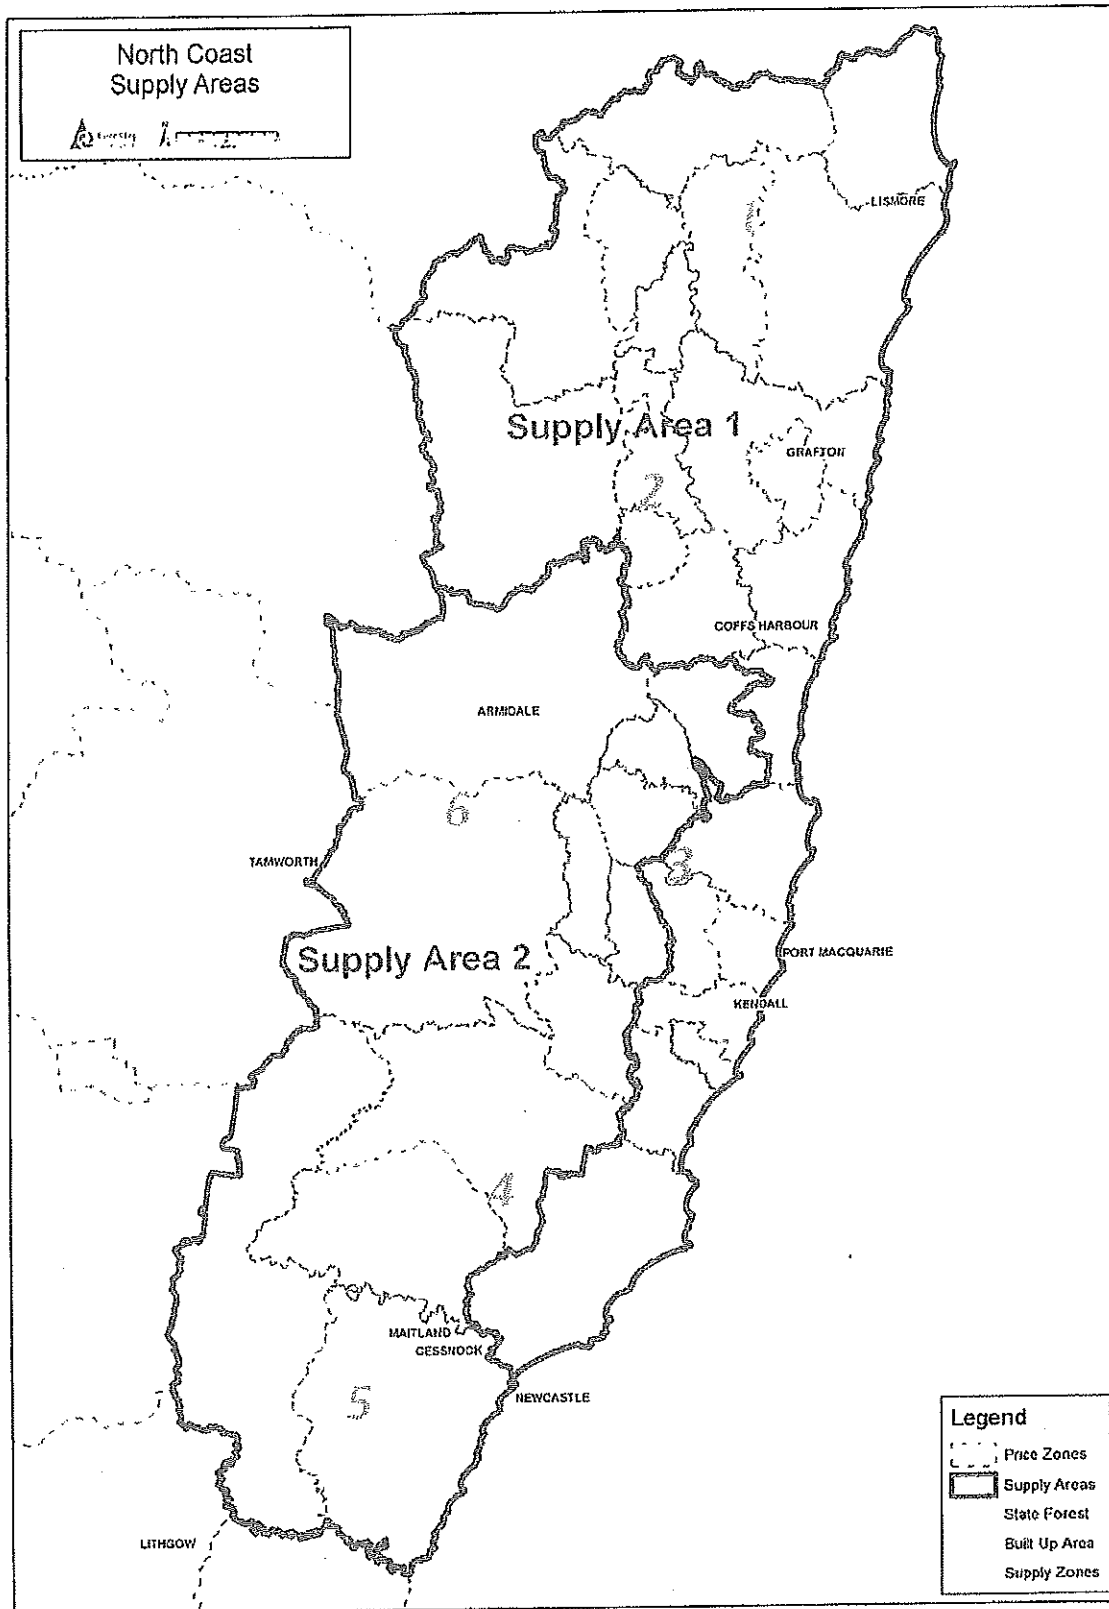 North Coast
Supply Areas
N
1
LISMORE
Supply Area 1
GRAFTON
2
COFFS HARBOUR
ARMIDALE
6
TAMWORTH
3
Supply Area 2
PORT MACQUARIE
KENDALL
4
MAITLAND
CESSNOCK
5
NEWCASTLE
LITHGOW
Legend
Price Zones
Supply Areas
State Forest
Built Up Area
Supply Zones